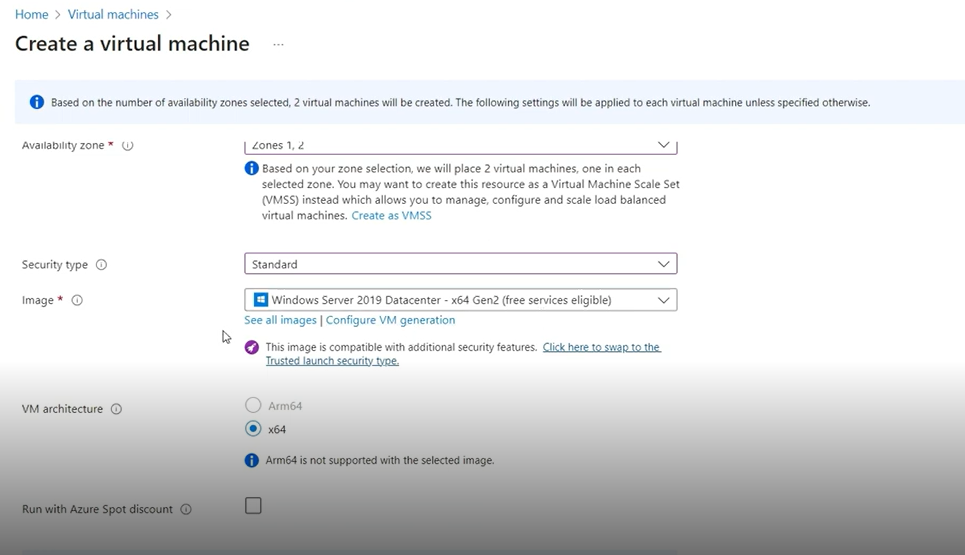 Home > Virtual machines >
Create a virtual machine ...
Based on the number of availability zones selected, 2 virtual machines will be created. The following settings will be applied to each virtual machine unless specified otherwise.
Availability zone * Zones 1, 2
Based on your zone selection, we will place 2 virtual machines, one in each
selected zone. You may want to create this resource as a Virtual Machine Scale Set
(VMSS) instead which allows you to manage, configure and scale load balanced
virtual machines. Create as VMSS
Security type Standard
Image * Windows Server 2019 Datacenter - x64 Gen2 (free services eligible)
See all images | Configure VM generation
This image is compatible with additional security features. Click here to swap to the
Trusted launch security type.
VM architecture Arm64
x64
Arm64 is not supported with the selected image.
Run with Azure Spot discount